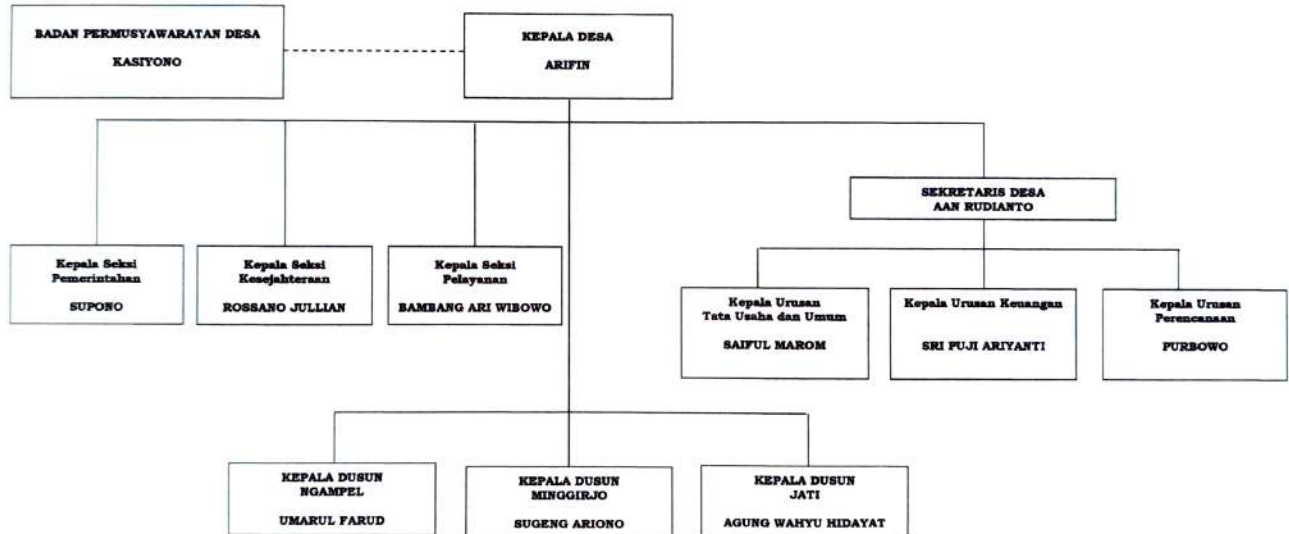 BADAN PERMUSYAWARATAN DESA
KASIYONO
KEPALA DESA
ARIFIN
SEKRETARIS DESA
AAN RUDIANTO
Kepala Seksi
Pemerintahan
SUPONO
Kepala Seksi
Kesejahteraan
ROSSANO JULLIAN
Kepala Seksi
Pelayanan
BAMBANG ARI WIBOWO
Kepala Urusan
Tata Usaha dan Umum
SAIFUL MAROM
Kepala Urusan Keuangan
SRI PUJI ARIYANTI
Kepala Urusan
Perencanaan
PURBOWO
KEPALA DUSUN
NGAMPEL
UMARUL FARUD
KEPALA DUSUN
MINGGIRJO
SUGENG ARIONO
KEPALA DUSUN
JATI
AGUNG WAHYU HIDAYAT